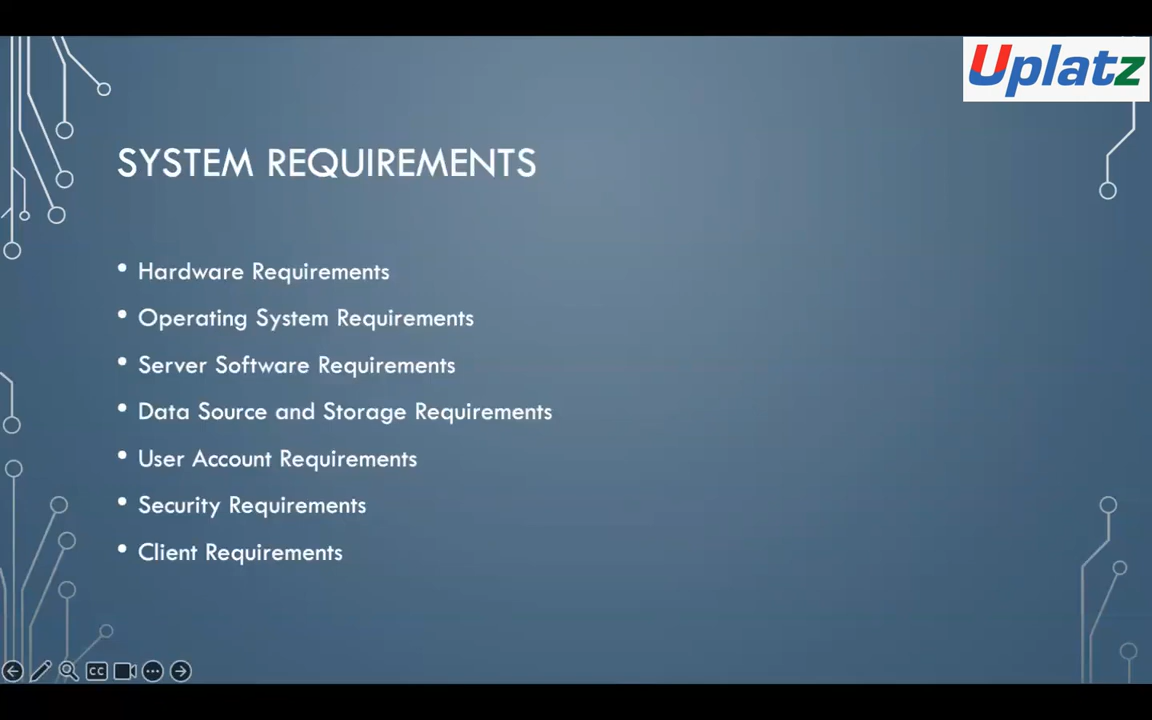 Uplatz
SYSTEM REQUIREMENTS
• Hardware Requirements
• Operating System Requirements
• Server Software Requirements
• Data Source and Storage Requirements
• User Account Requirements
• Security Requirements
• Client Requirements
CC